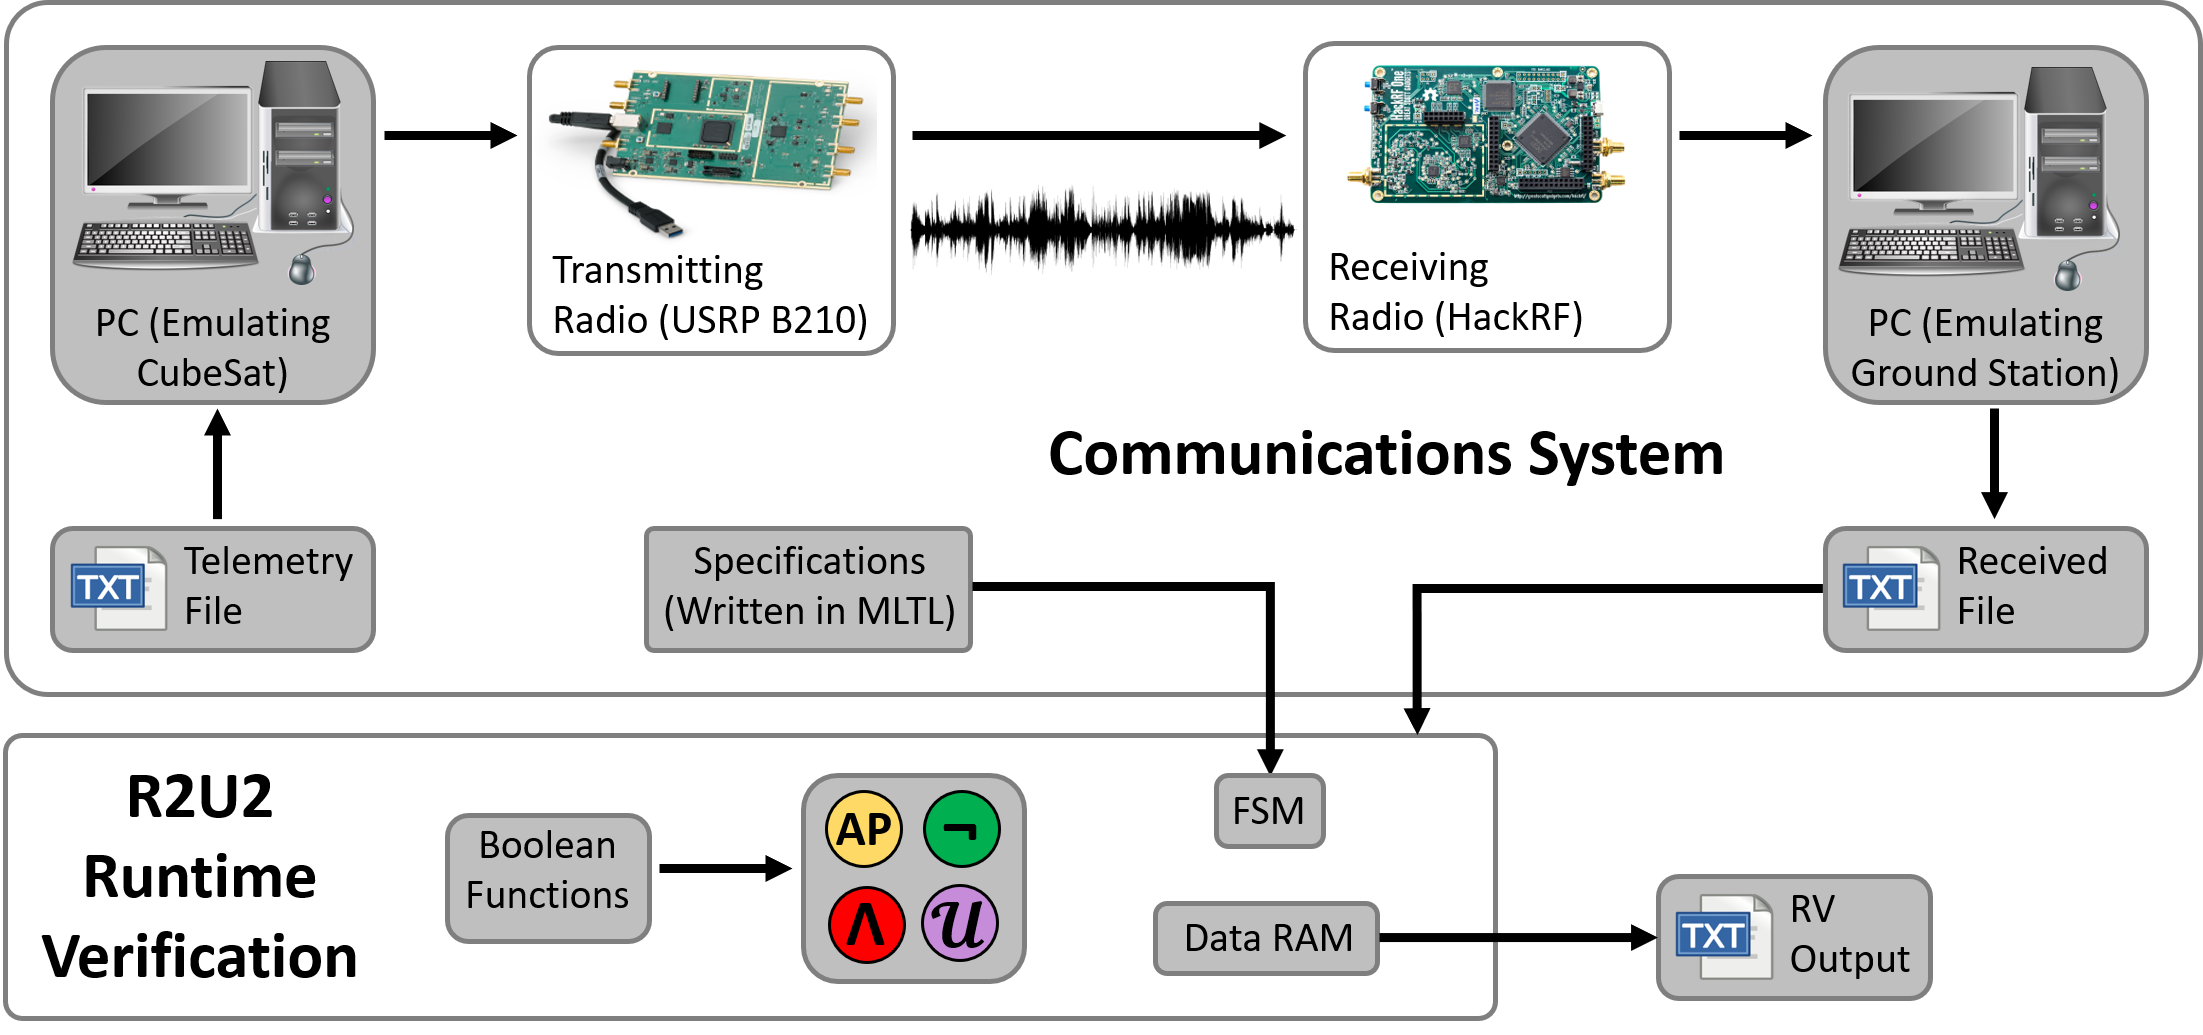 PC (Emulating
CubeSat)
Transmitting
Radio (USRP B210)
HackRF One
Receiving
Radio (HackRF)
PC (Emulating
Ground Station)
Communications System
TXT
Telemetry
File
Specifications
(Written in MLTL)
TXT
Received
File
R2U2
Runtime
Verification
Boolean
Functions
AP
¬
Λ
U
FSM
Data RAM
TXT
RV
Output